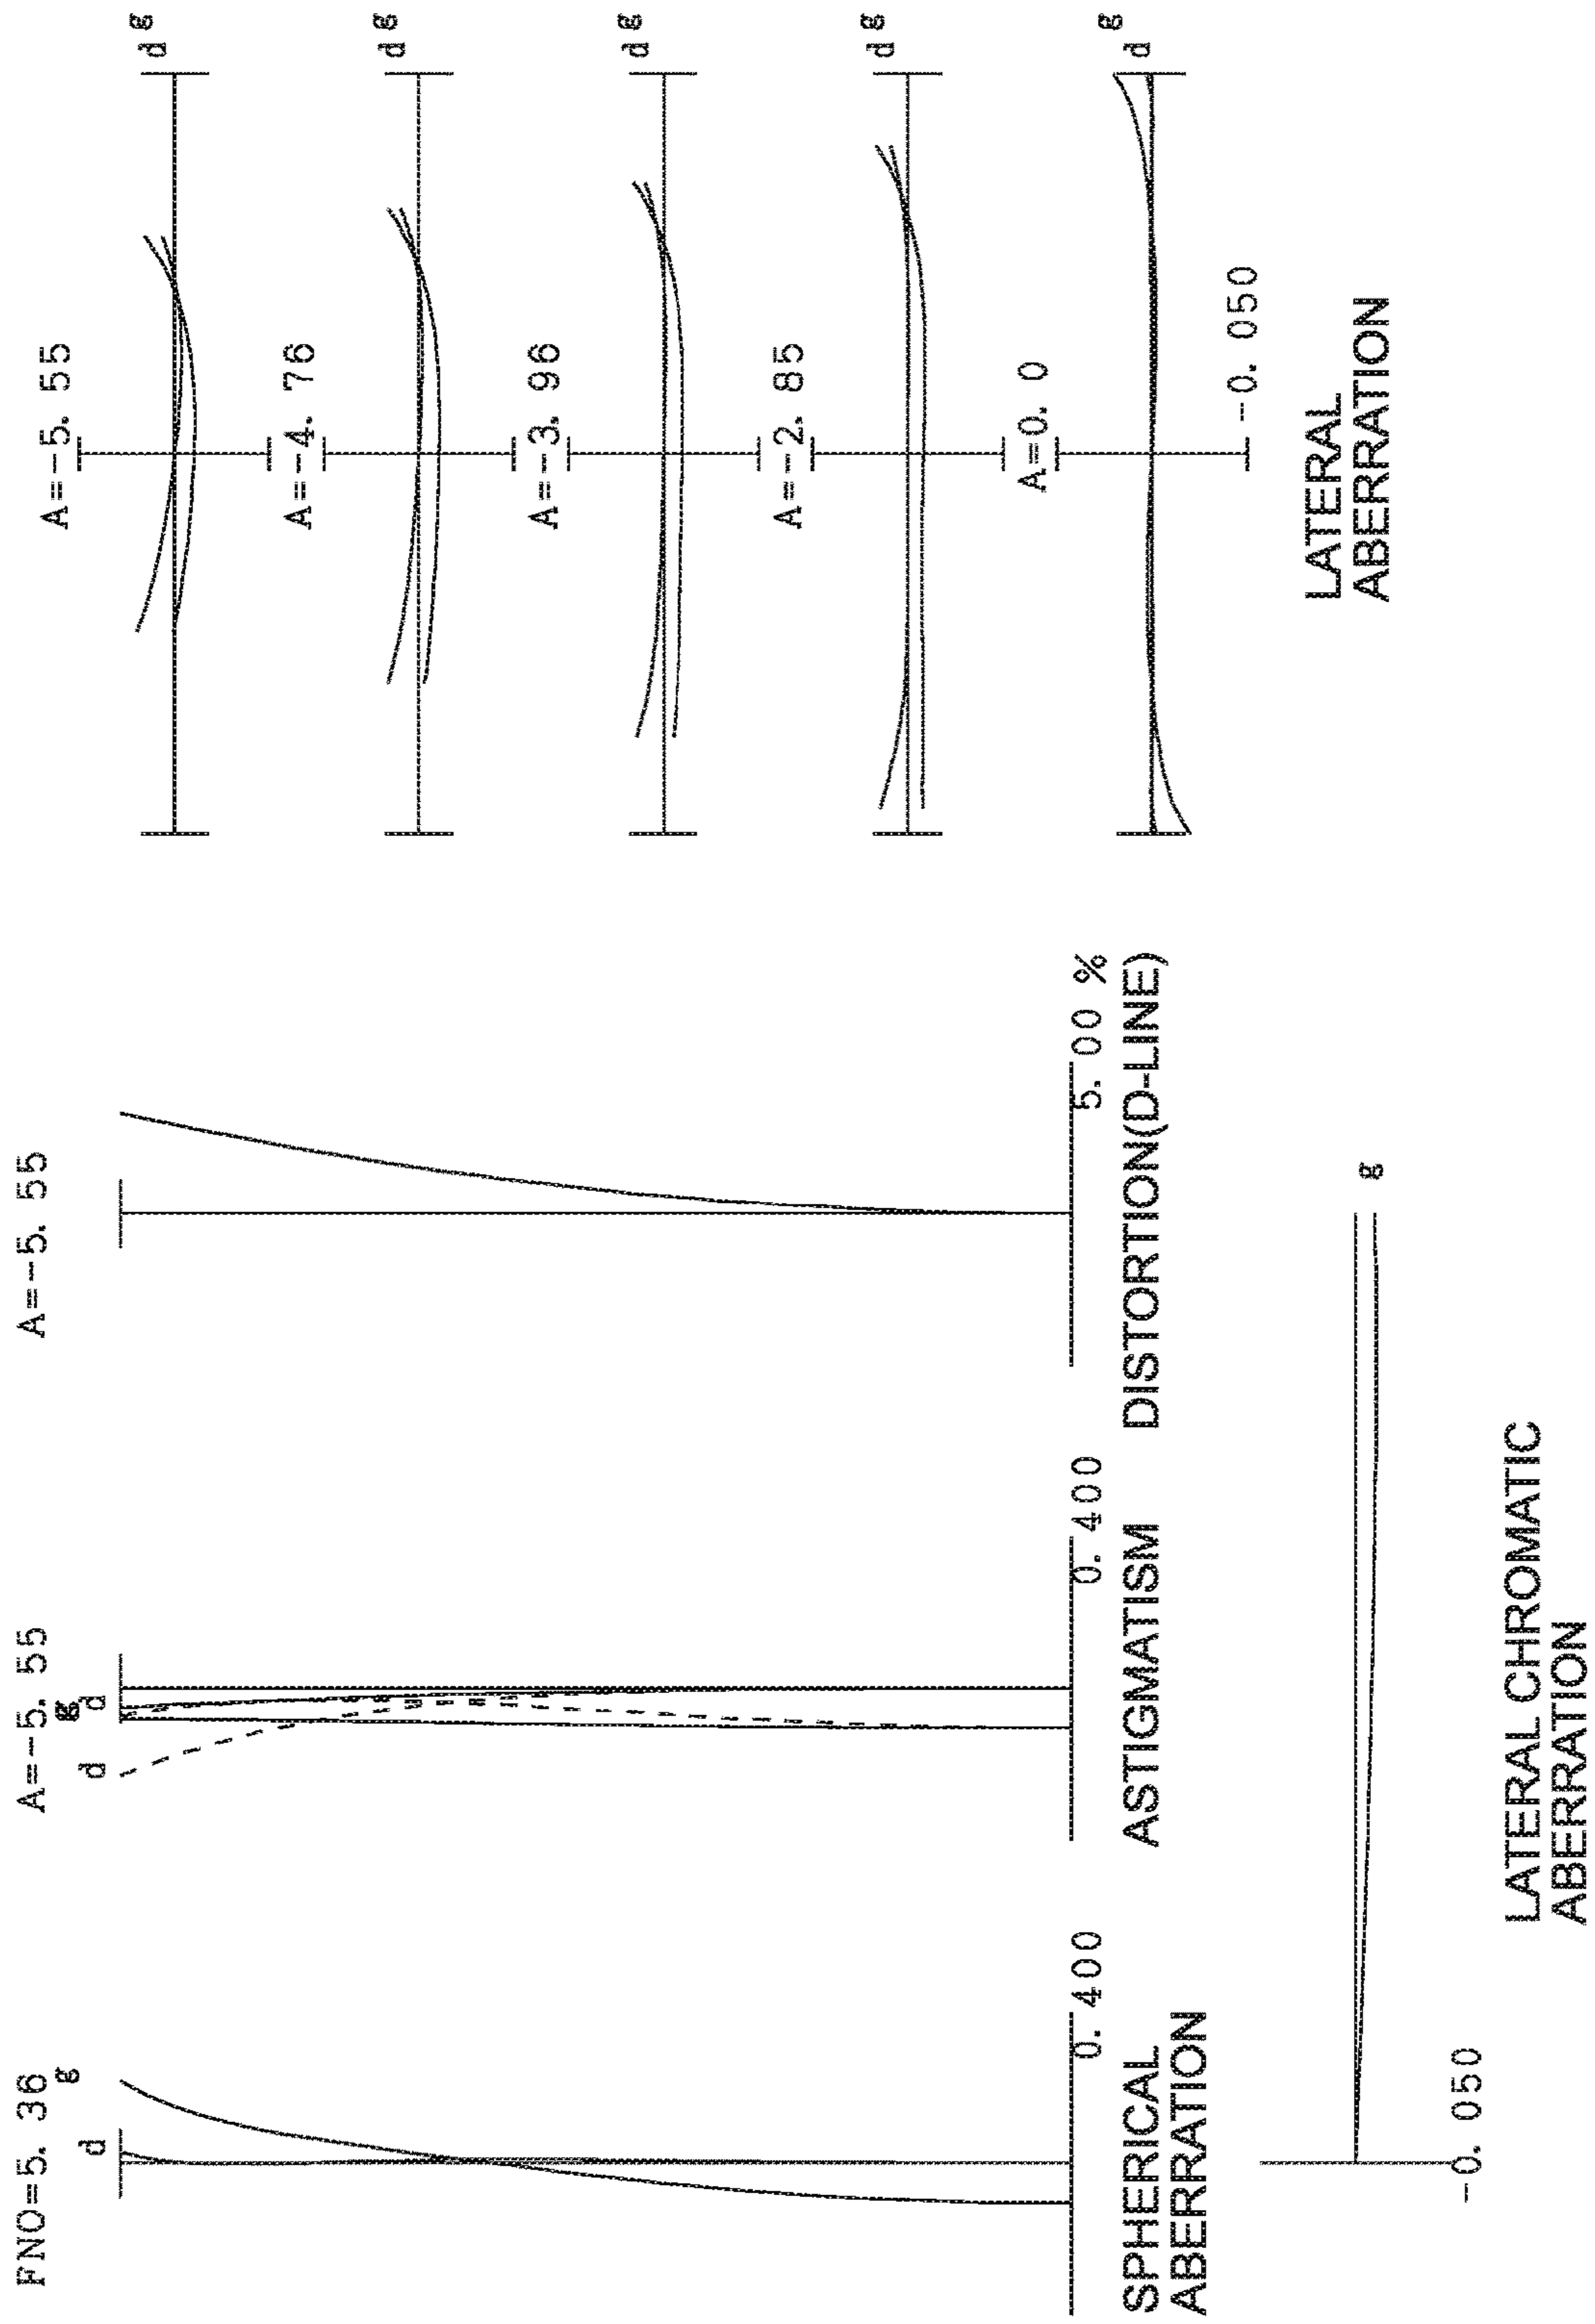 FNO=5. 36
g
d
0. 400
SPHERICAL
ABERRATION
A=-5. 55
g
d
d
0. 400
ASTIGMATISM
A=-5. 55
5. 00 %
DISTORTION(D-LINE)
g
-0. 050
LATERAL CHROMATIC
ABERRATION
A=-5. 55
d g
A=-4. 76
d g
A=-3. 96
d g
A=-2. 85
d g
A=0. 0
d g
-0. 050
LATERAL
ABERRATION